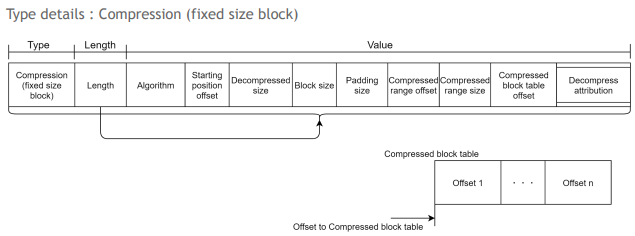 Type details : Compression (fixed size block)
Type
Length
Value
Compression
(fixed size
block)
Length
Algorithm
Starting
position
offset
Decompressed
size
Block size
Padding
size
Compressed
range offset
Compressed
range size
Compressed
block table
offset
Decompress
attribution
Compressed block table
Offset 1
· · ·
Offset n
Offset to Compressed block table